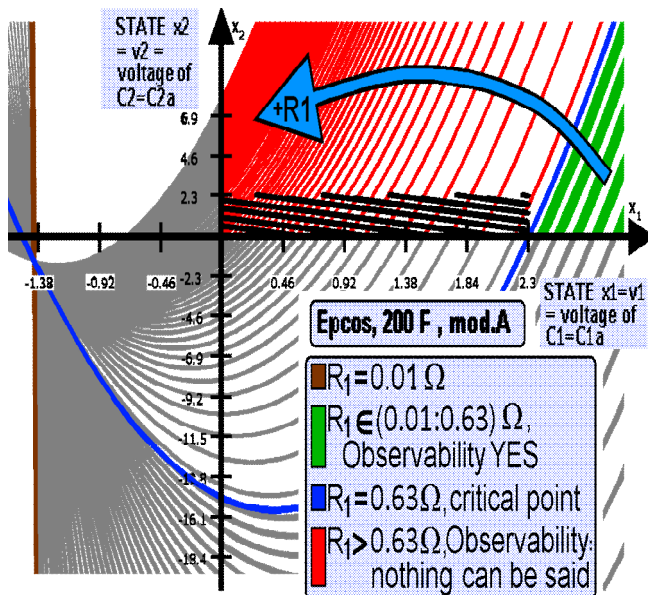 STATE x2
= v2 =
voltage of
C2=C2a
x2
6.9
4.6
2.3
+R1
x1
-1.38
-0.92
-0.46
0.46
0.92
1.38
1.84
2.3
-2.3
-4.6
-6.9
-9.2
-11.5
-13.8
-16.1
-18.4
STATE x1=v1
= voltage of
C1=C1a
Epcos, 200 F , mod.A
R1=0.01 Ω
R1∈(0.01:0.63) Ω,
Observability YES
R1=0.63Ω,critical point
R1>0.63Ω,Observability:
nothing can be said